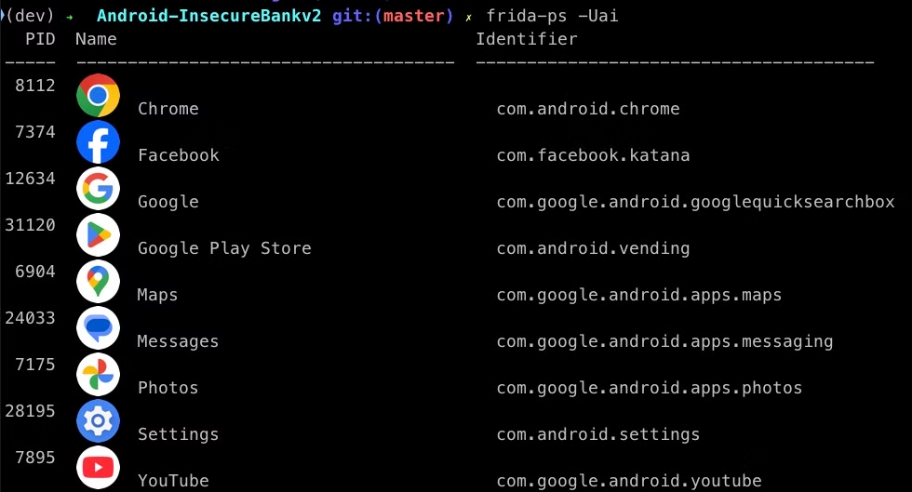 (dev) → Android-InsecureBankv2 git:(master) ✗ frida-ps -Uai
PID Name Identifier
----- ------------------------------------- ---------------------------------------
8112 Chrome com.android.chrome
7374 Facebook com.facebook.katana
12634 Google com.google.android.googlequicksearchbox
31120 Google Play Store com.android.vending
6904 Maps com.google.android.apps.maps
24033 Messages com.google.android.apps.messaging
7175 Photos com.google.android.apps.photos
28195 Settings com.android.settings
7895 YouTube com.google.android.youtube